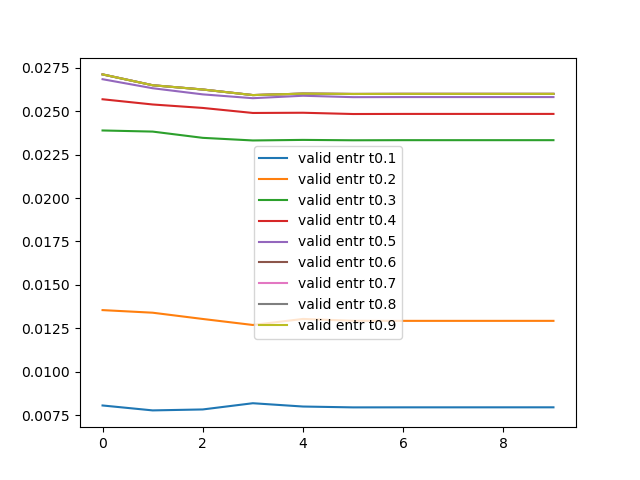 0.0275
0.0250
0.0225
0.0200
0.0175
0.0150
0.0125
0.0100
0.0075
valid entr t0.1
valid entr t0.2
valid entr t0.3
valid entr t0.4
valid entr t0.5
valid entr t0.6
valid entr t0.7
valid entr t0.8
valid entr t0.9
0 2 4 6 8